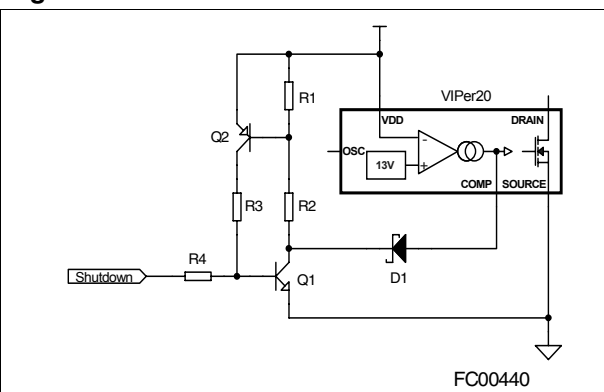 R1
VIPer20
VDD
DRAIN
Q2
-
OSC
13V
+
COMP SOURCE
R3
R2
R4
Shutdown
Q1
D1
FC00440